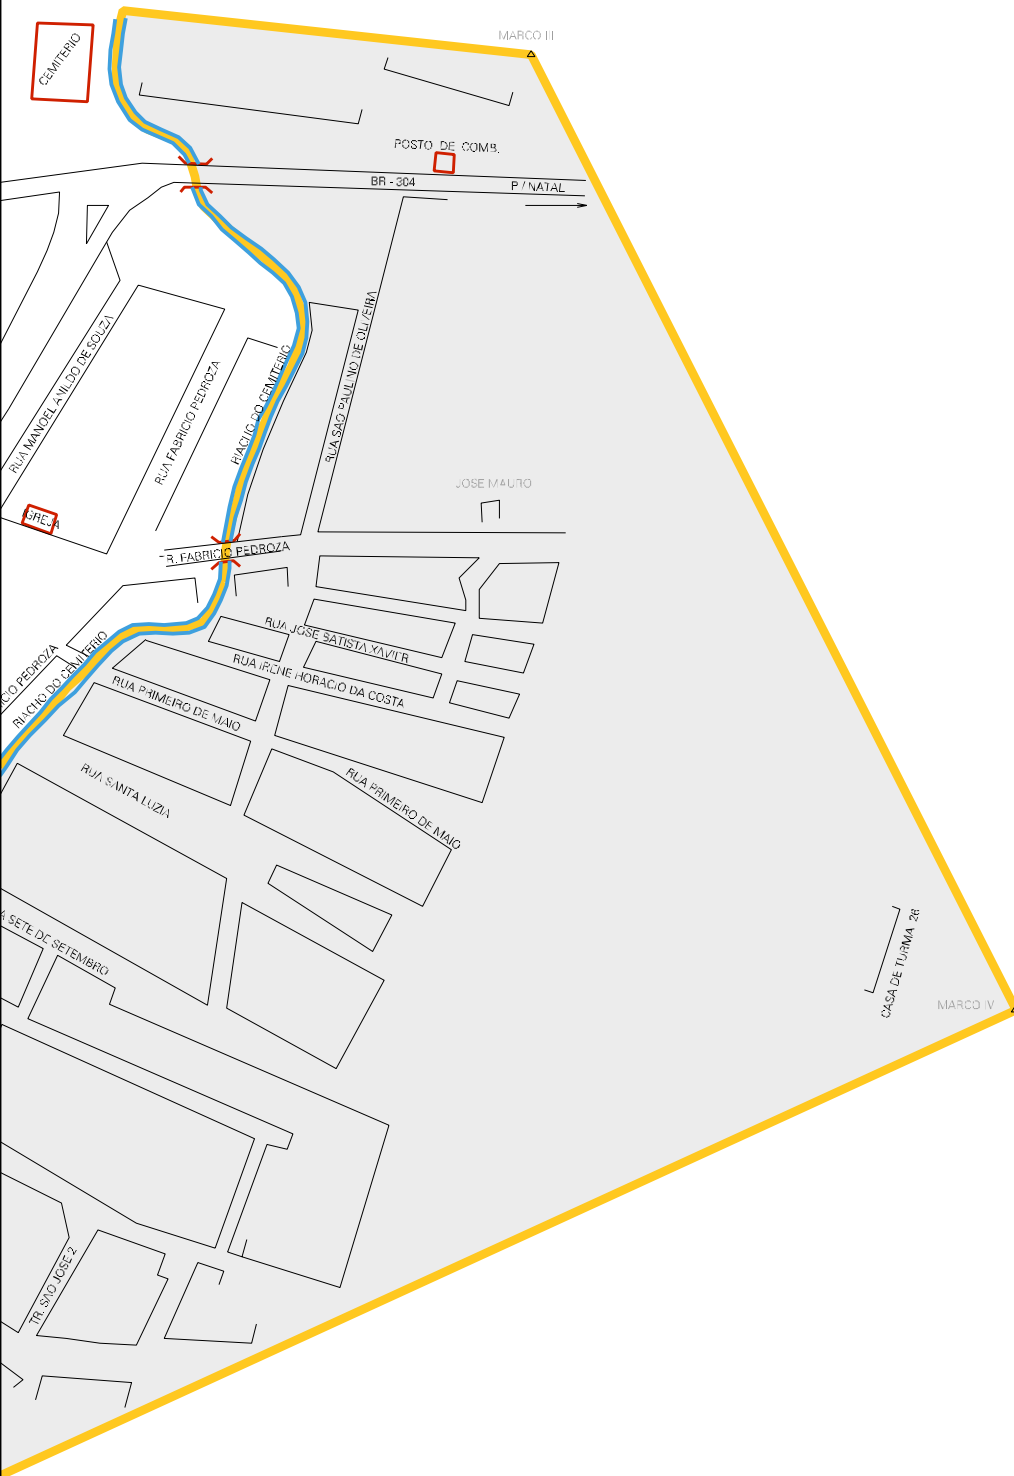 MARCO III
CEMITERIO
POSTO DE COMB.
BR - 304
P / NATAL
RUA MANOEL ANILDO DE SOUZA
RUA FABRICIO PEDROZA
RIACHO DO CEMITERIO
RUA SAO PAULINO DE OLIVEIRA
JOSE MAURO
IGREJA
TR. FABRICIO PEDROZA
RUA JOSE BATISTA XAVIER
RUA IRENE HORACIO DA COSTA
CIO PEDROZA
RIACHO DO CEMITERIO
RUA PRIMEIRO DE MAIO
RUA SANTA LUZIA
RUA PRIMEIRO DE MAIO
A SETE DE SETEMBRO
CASA DE TURMA 26
MARCO IV
TR. SAO JOSE 2